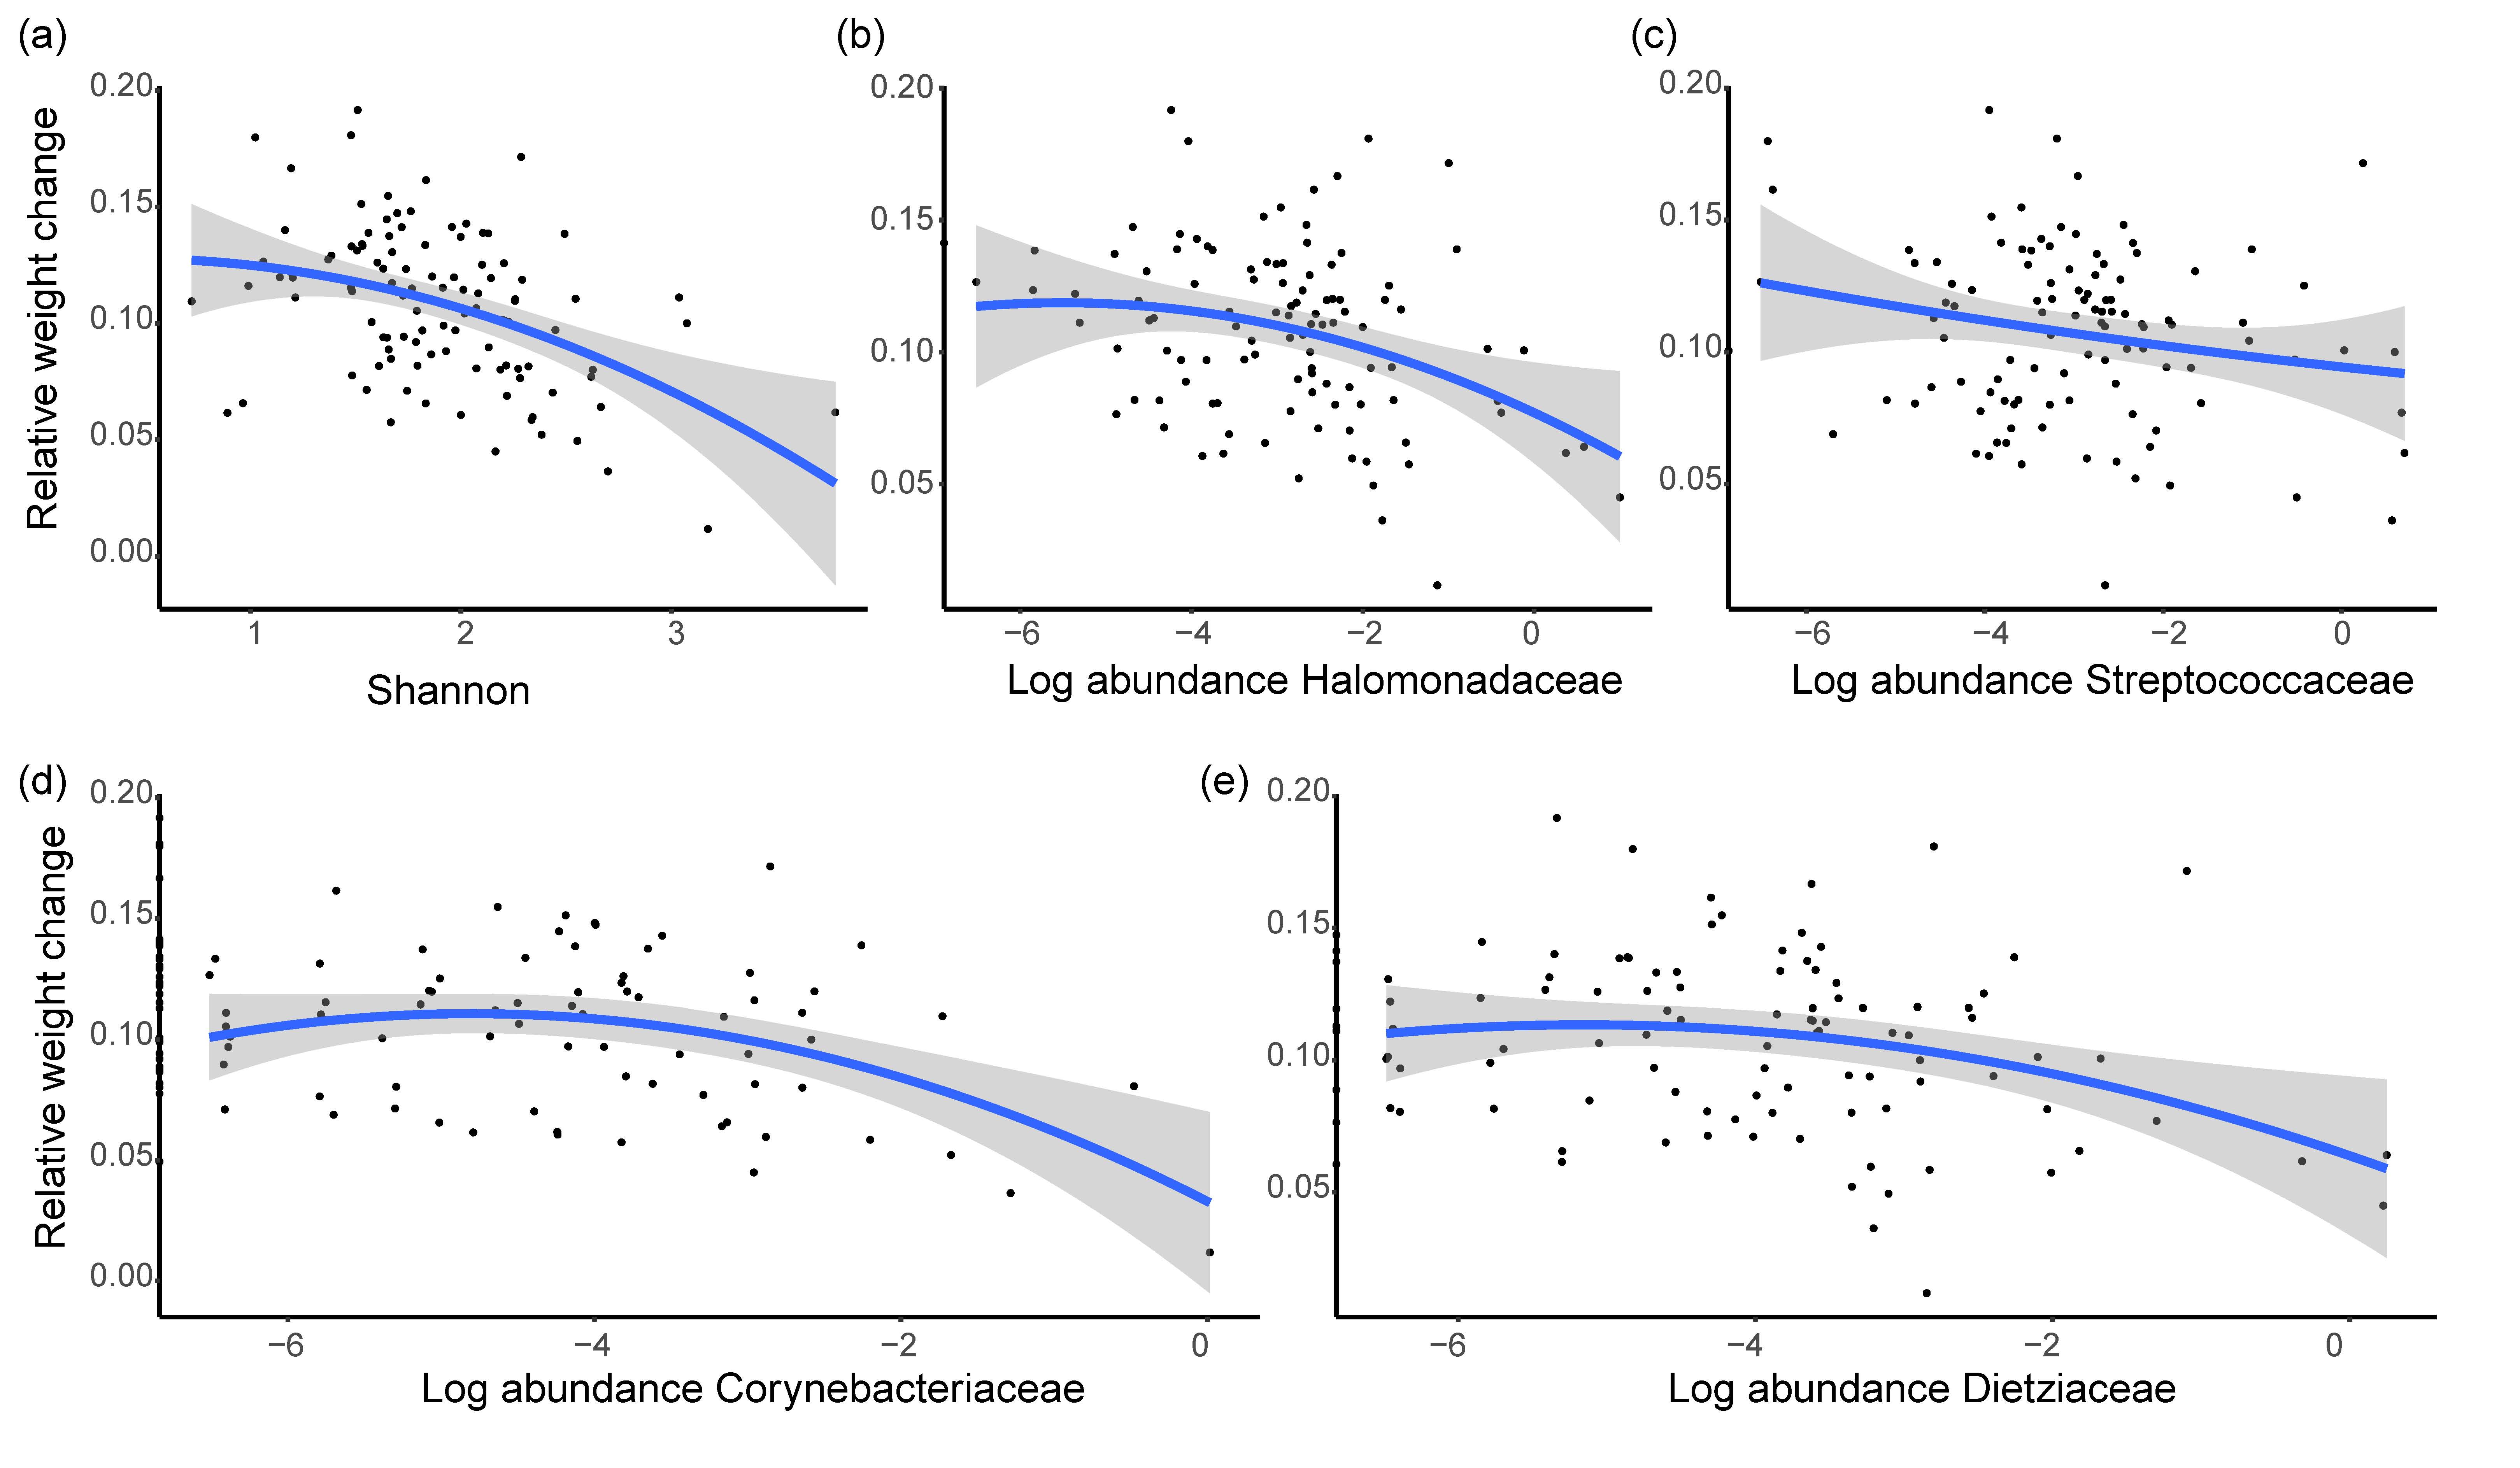 (a)
(b)
(c)
0.20
0.15
0.10
0.05
0.00
Relative weight change
1 2 3
Shannon
0.20
0.15
0.10
0.05
−6 −4 −2 0
Log abundance Halomonadaceae
0.20
0.15
0.10
0.05
−6 −4 −2 0
Log abundance Streptococcaceae
(d)
(e)
0.20
0.15
0.10
0.05
0.00
Relative weight change
−6 −4 −2 0
Log abundance Corynebacteriaceae
0.20
0.15
0.10
0.05
−6 −4 −2 0
Log abundance Dietziaceae